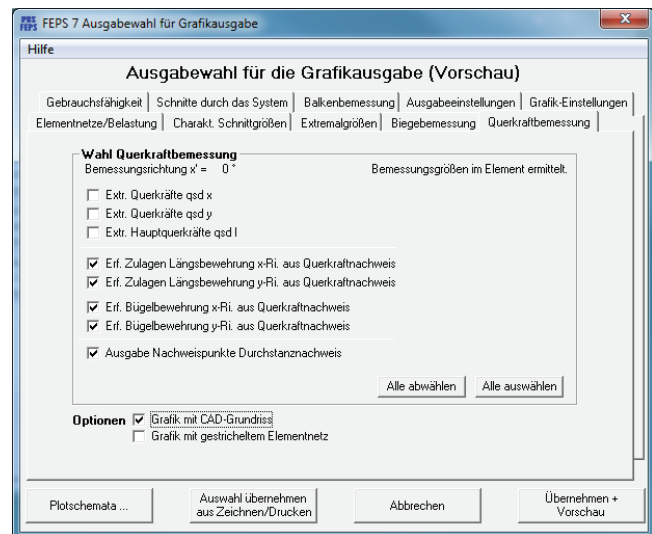 PBS FEPS FEPS 7 Ausgabewahl für Grafikausgabe X
Hilfe
Ausgabewahl für die Grafikausgabe (Vorschau)
Gebrauchsfähigkeit Schnitte durch das System Balkenbemessung Ausgabeeinstellungen Grafik-Einstellungen
Elementnetze/Belastung Charakt. Schnittgrößen Extremalgrößen Biegebemessung Querkraftbemessung
Wahl Querkraftbemessung
Bemessungsrichtung x' = 0 ° Bemessungsgrößen im Element ermittelt.
Extr. Querkräfte qsd x
Extr. Querkräfte qsd y
Extr. Hauptquerkräfte qsd I
Erf. Zulagen Längsbewehrung x-Ri. aus Querkraftnachweis
Erf. Zulagen Längsbewehrung y-Ri. aus Querkraftnachweis
Erf. Bügelbewehrung x-Ri. aus Querkraftnachweis
Erf. Bügelbewehrung y-Ri. aus Querkraftnachweis
Ausgabe Nachweispunkte Durchstanznachweis
Alle abwählen Alle auswählen
Optionen Grafik mit CAD-Grundriss
Grafik mit gestricheltem Elementnetz
Plotschemata ... Auswahl übernehmen aus Zeichnen/Drucken Abbrechen Übernehmen + Vorschau